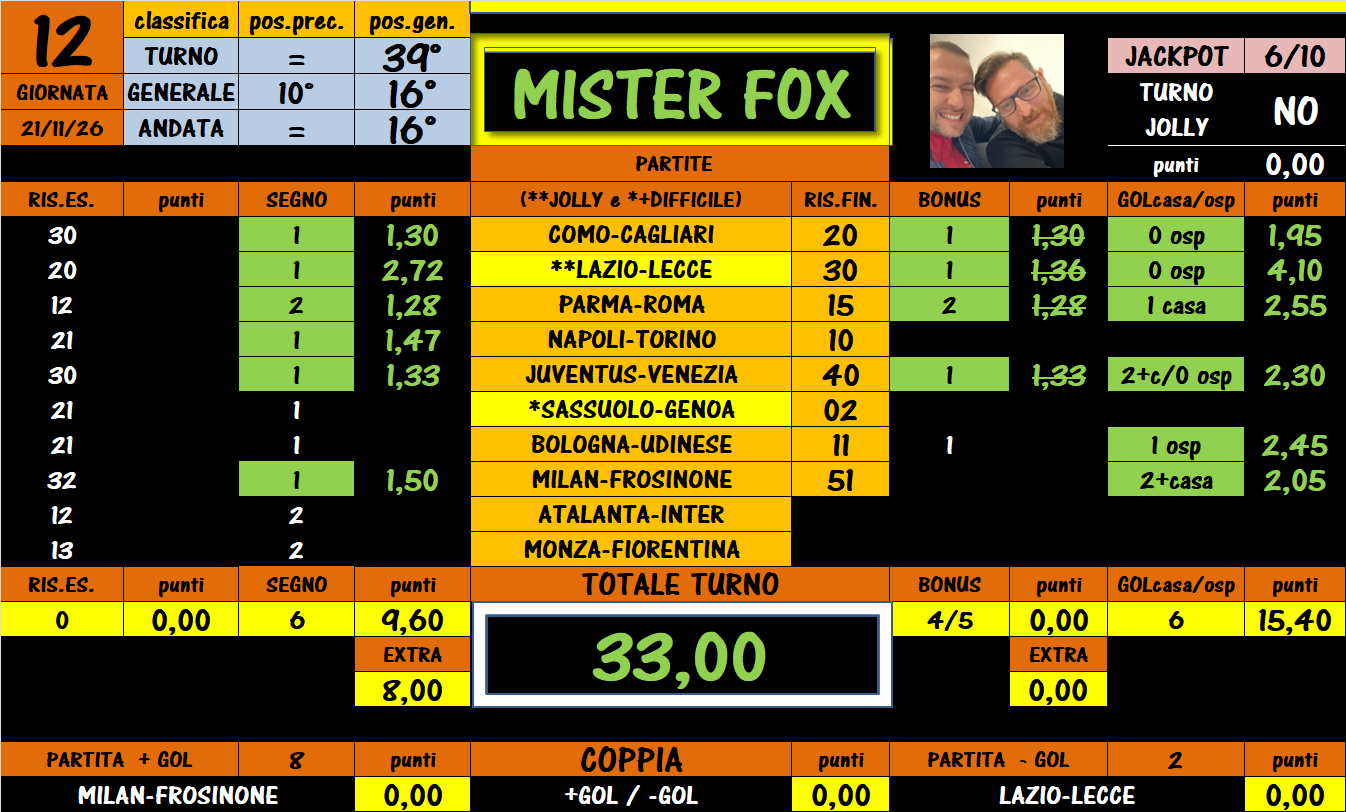 12 classifica pos.prec. pos.gen.
TURNO = 39°
GIORNATA GENERALE 10° 16°
21/11/26 ANDATA = 16°
MISTER FOX
JACKPOT 6/10
TURNO JOLLY NO
punti 0,00
PARTITE
RIS.ES. punti SEGNO punti (**JOLLY e *+DIFFICILE) RIS.FIN. BONUS punti GOLcasa/osp punti
30 1 1,30 COMO-CAGLIARI 20 1 1,30 0 osp 1,95
20 1 2,72 **LAZIO-LECCE 30 1 1,36 0 osp 4,10
12 2 1,28 PARMA-ROMA 15 2 1,28 1 casa 2,55
21 1 1,47 NAPOLI-TORINO 10
30 1 1,33 JUVENTUS-VENEZIA 40 1 1,33 2+c/0 osp 2,30
21 1 *SASSUOLO-GENOA 02
21 1 BOLOGNA-UDINESE 11 1 1 osp 2,45
32 1 1,50 MILAN-FROSINONE 51 2+casa 2,05
12 2 ATALANTA-INTER
13 2 MONZA-FIORENTINA
RIS.ES. punti SEGNO punti TOTALE TURNO BONUS punti GOLcasa/osp punti
0 0,00 6 9,60 33,00 4/5 0,00 6 15,40
EXTRA EXTRA
8,00 0,00
PARTITA + GOL 8 punti COPPIA punti PARTITA - GOL 2 punti
MILAN-FROSINONE 0,00 +GOL / -GOL 0,00 LAZIO-LECCE 0,00